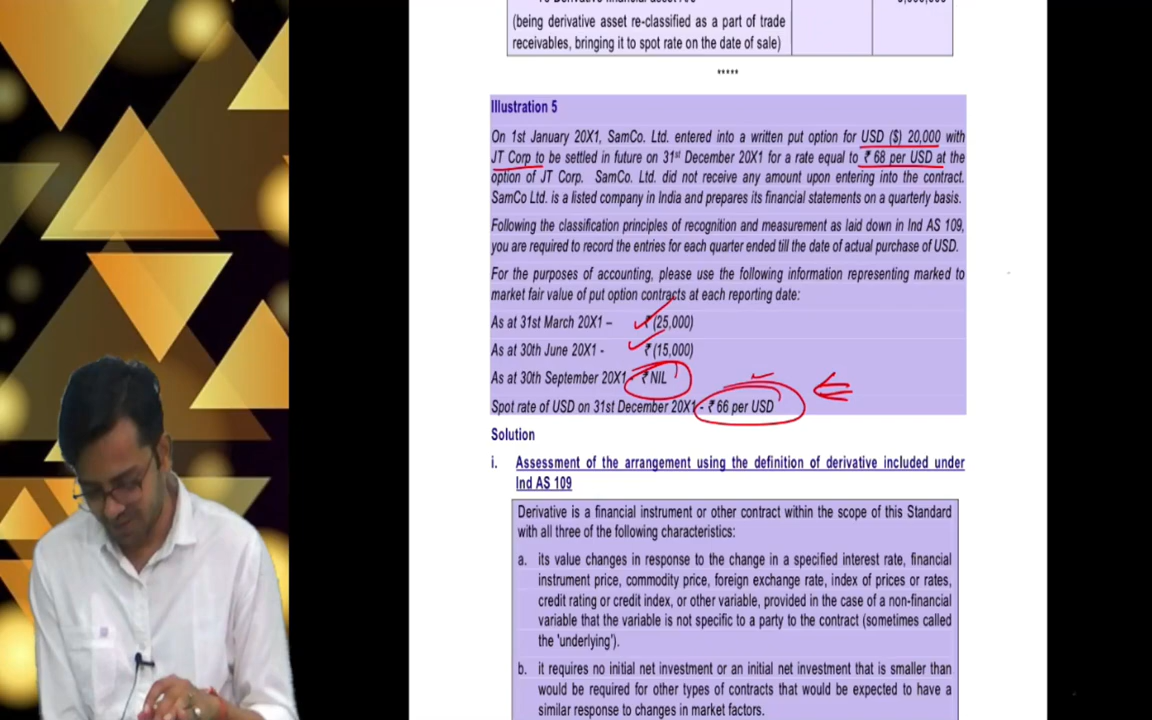 (being derivative asset re-classified as a part of trade
receivables, bringing it to spot rate on the date of sale)
*****
Illustration 5
On 1st January 20X1, SamCo. Ltd. entered into a written put option for USD ($) 20,000 with
JT Corp to be settled in future on 31st December 20X1 for a rate equal to ₹ 68 per USD at the
option of JT Corp. SamCo. Ltd. did not receive any amount upon entering into the contract.
SamCo Ltd. is a listed company in India and prepares its financial statements on a quarterly basis.
Following the classification principles of recognition and measurement as laid down in Ind AS 109,
you are required to record the entries for each quarter ended till the date of actual purchase of USD.
For the purposes of accounting, please use the following information representing marked to
market fair value of put option contracts at each reporting date:
As at 31st March 20X1 – ₹ (25,000)
As at 30th June 20X1 - ₹ (15,000)
As at 30th September 20X1 - ₹ NIL
Spot rate of USD on 31st December 20X1 - ₹ 66 per USD
Solution
i. Assessment of the arrangement using the definition of derivative included under
Ind AS 109
Derivative is a financial instrument or other contract within the scope of this Standard
with all three of the following characteristics:
a. its value changes in response to the change in a specified interest rate, financial
instrument price, commodity price, foreign exchange rate, index of prices or rates,
credit rating or credit index, or other variable, provided in the case of a non-financial
variable that the variable is not specific to a party to the contract (sometimes called
the 'underlying').
b. it requires no initial net investment or an initial net investment that is smaller than
would be required for other types of contracts that would be expected to have a
similar response to changes in market factors.